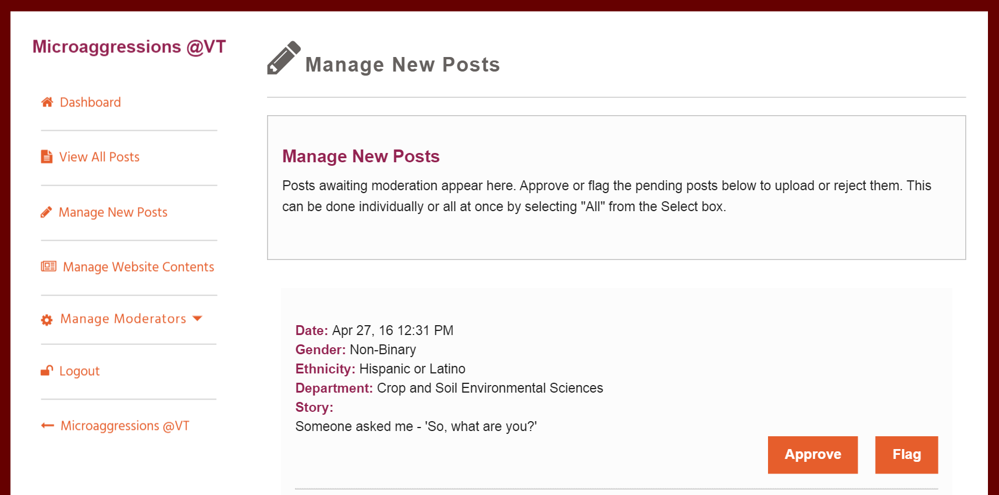 Microaggressions @VT
Dashboard
View All Posts
Manage New Posts
Manage Website Contents
Manage Moderators
Logout
Microaggressions @VT
Manage New Posts
Manage New Posts
Posts awaiting moderation appear here. Approve or flag the pending posts below to upload or reject them. This
can be done individually or all at once by selecting "All" from the Select box.
Date: Apr 27, 16 12:31 PM
Gender: Non-Binary
Ethnicity: Hispanic or Latino
Department: Crop and Soil Environmental Sciences
Story:
Someone asked me - 'So, what are you?'
Approve
Flag